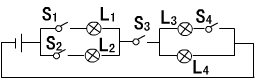 S₁ L₁ S₃ L₃ S₄
S₂ L₂ L₄